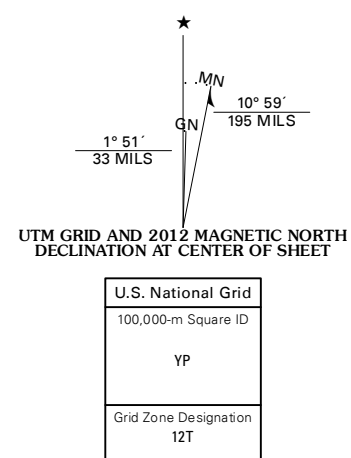 ★
MN
GN
10° 59´
195 MILS
1° 51´
33 MILS
UTM GRID AND 2012 MAGNETIC NORTH
DECLINATION AT CENTER OF SHEET
U.S. National Grid
100,000-m Square ID
YP
Grid Zone Designation
12T